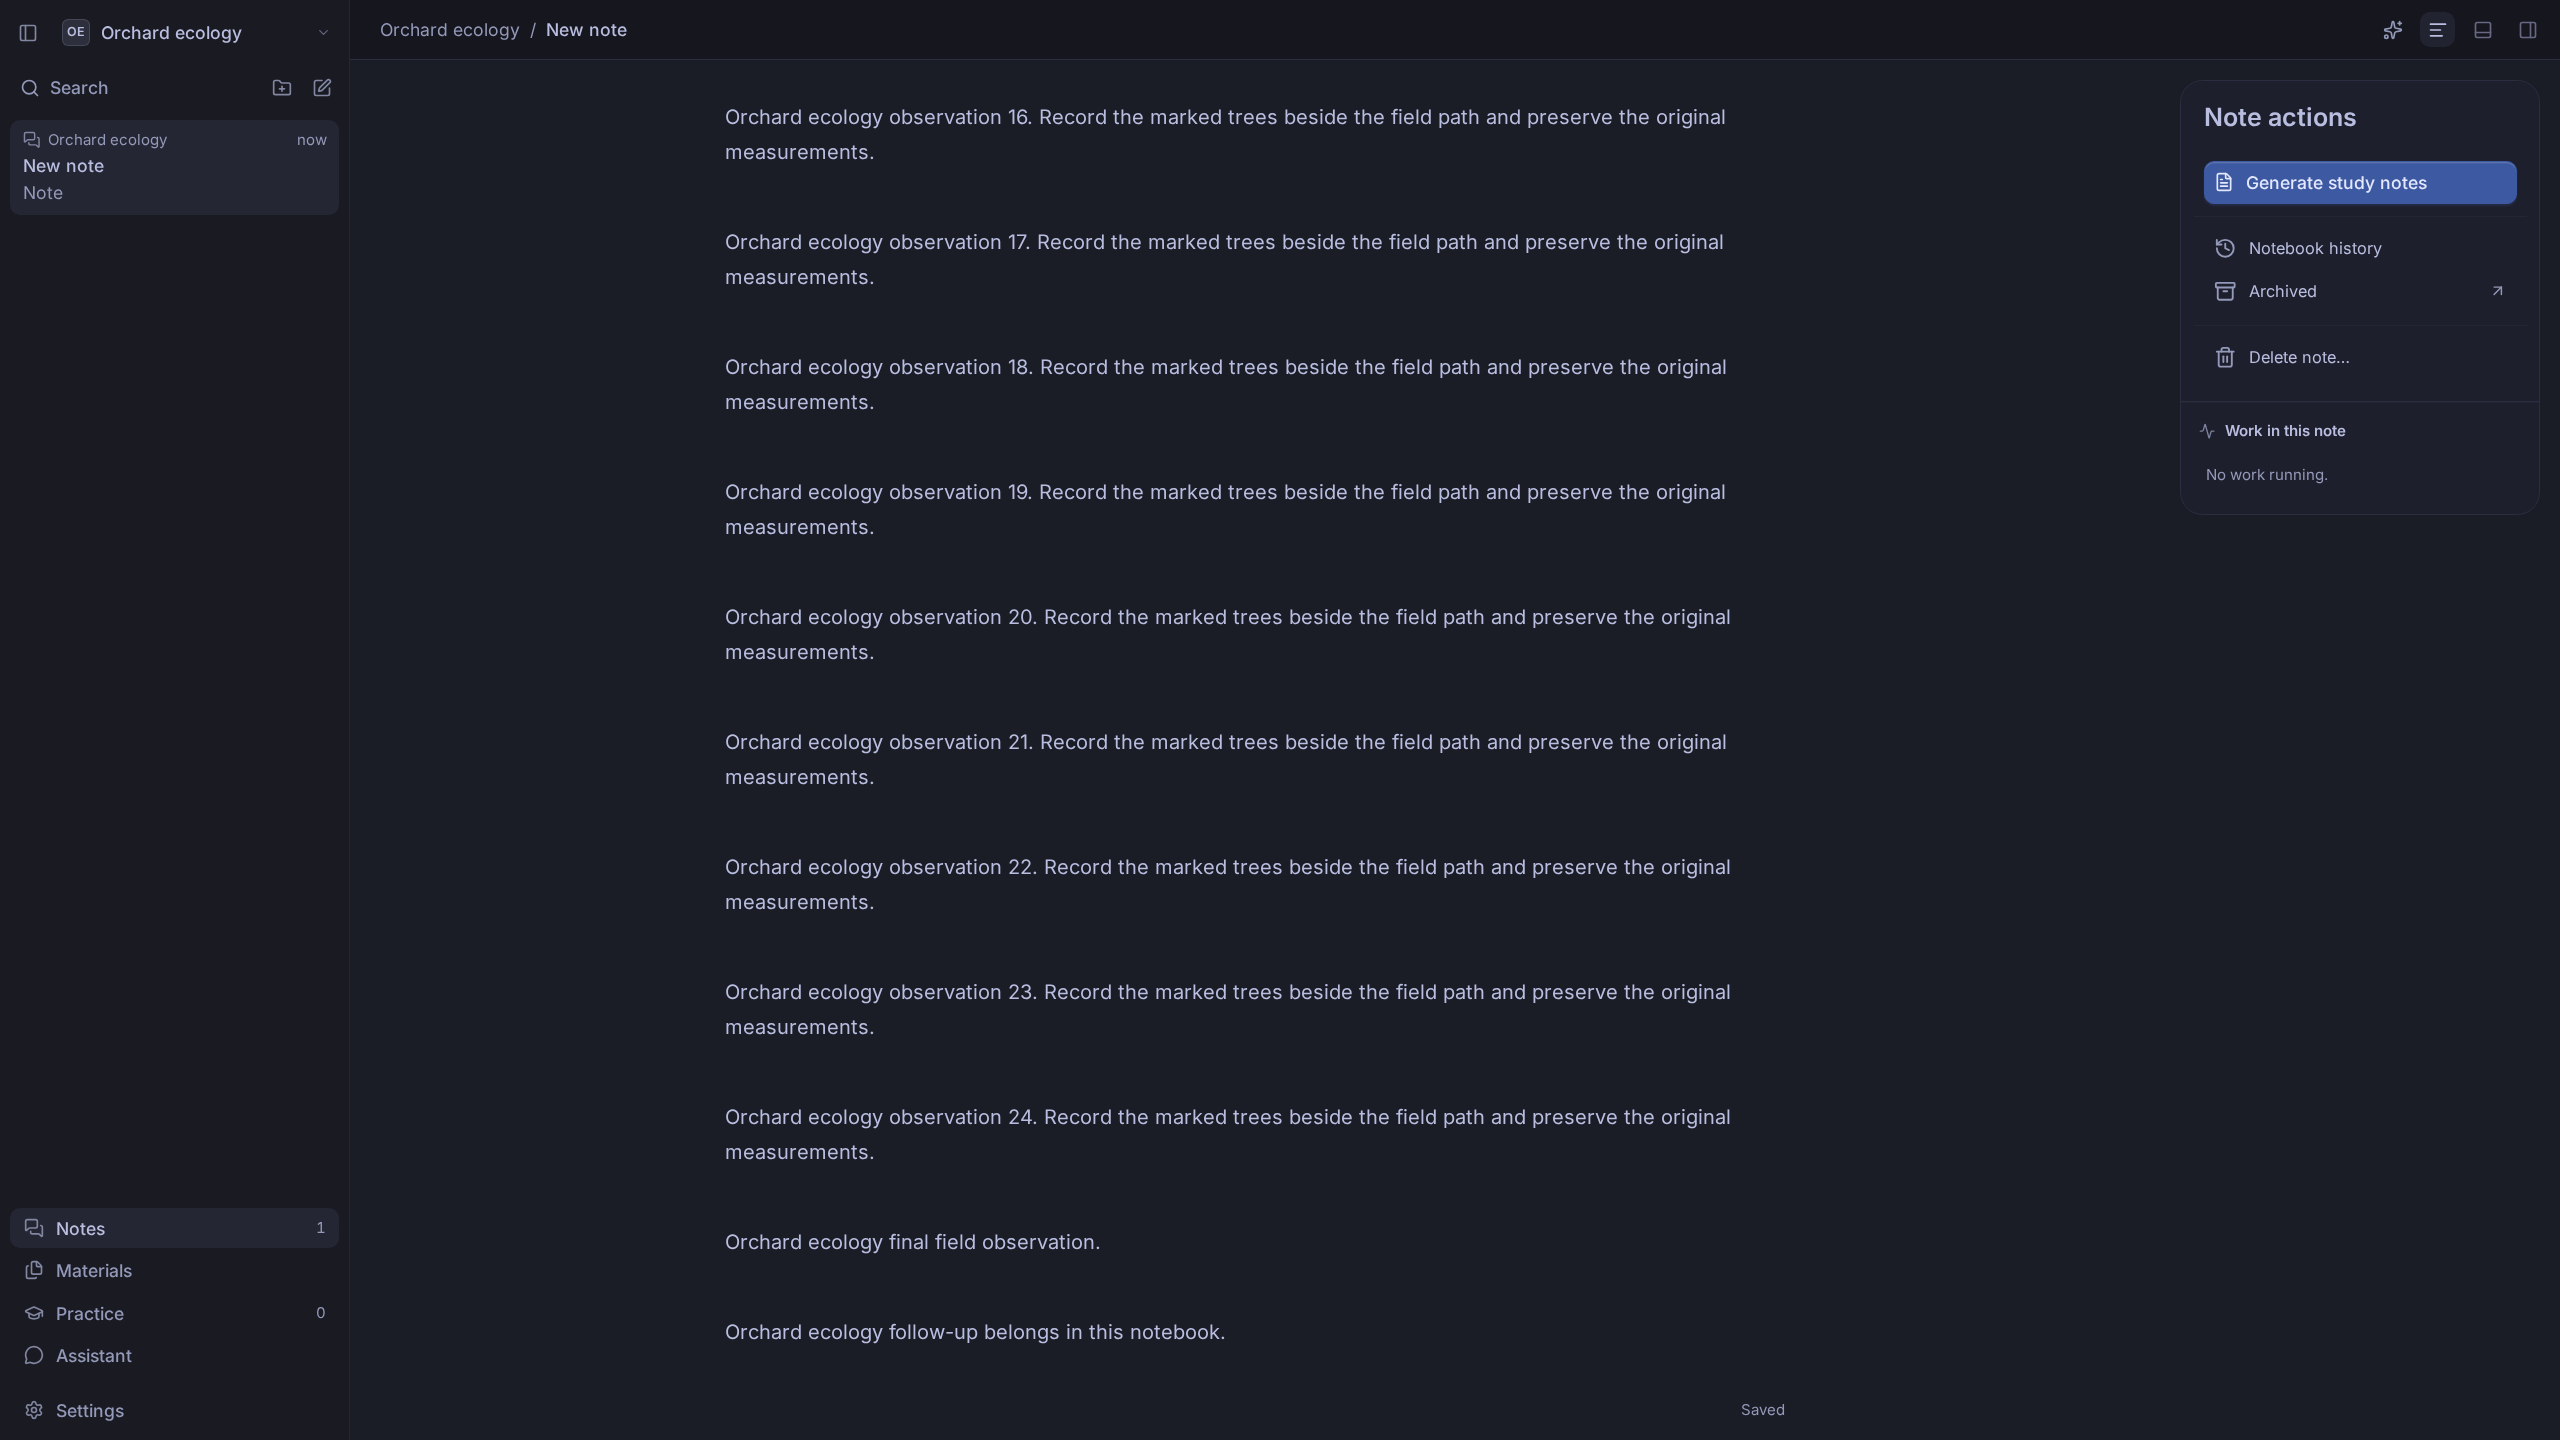 OE Orchard ecology
Search
Orchard ecology now
New note
Note
Notes 1
Materials
Practice 0
Assistant
Settings
Orchard ecology / New note
Orchard ecology observation 16. Record the marked trees beside the field path and preserve the original
measurements.
Orchard ecology observation 17. Record the marked trees beside the field path and preserve the original
measurements.
Orchard ecology observation 18. Record the marked trees beside the field path and preserve the original
measurements.
Orchard ecology observation 19. Record the marked trees beside the field path and preserve the original
measurements.
Orchard ecology observation 20. Record the marked trees beside the field path and preserve the original
measurements.
Orchard ecology observation 21. Record the marked trees beside the field path and preserve the original
measurements.
Orchard ecology observation 22. Record the marked trees beside the field path and preserve the original
measurements.
Orchard ecology observation 23. Record the marked trees beside the field path and preserve the original
measurements.
Orchard ecology observation 24. Record the marked trees beside the field path and preserve the original
measurements.
Orchard ecology final field observation.
Orchard ecology follow-up belongs in this notebook.
Saved
Note actions
Generate study notes
Notebook history
Archived
Delete note...
Work in this note
No work running.